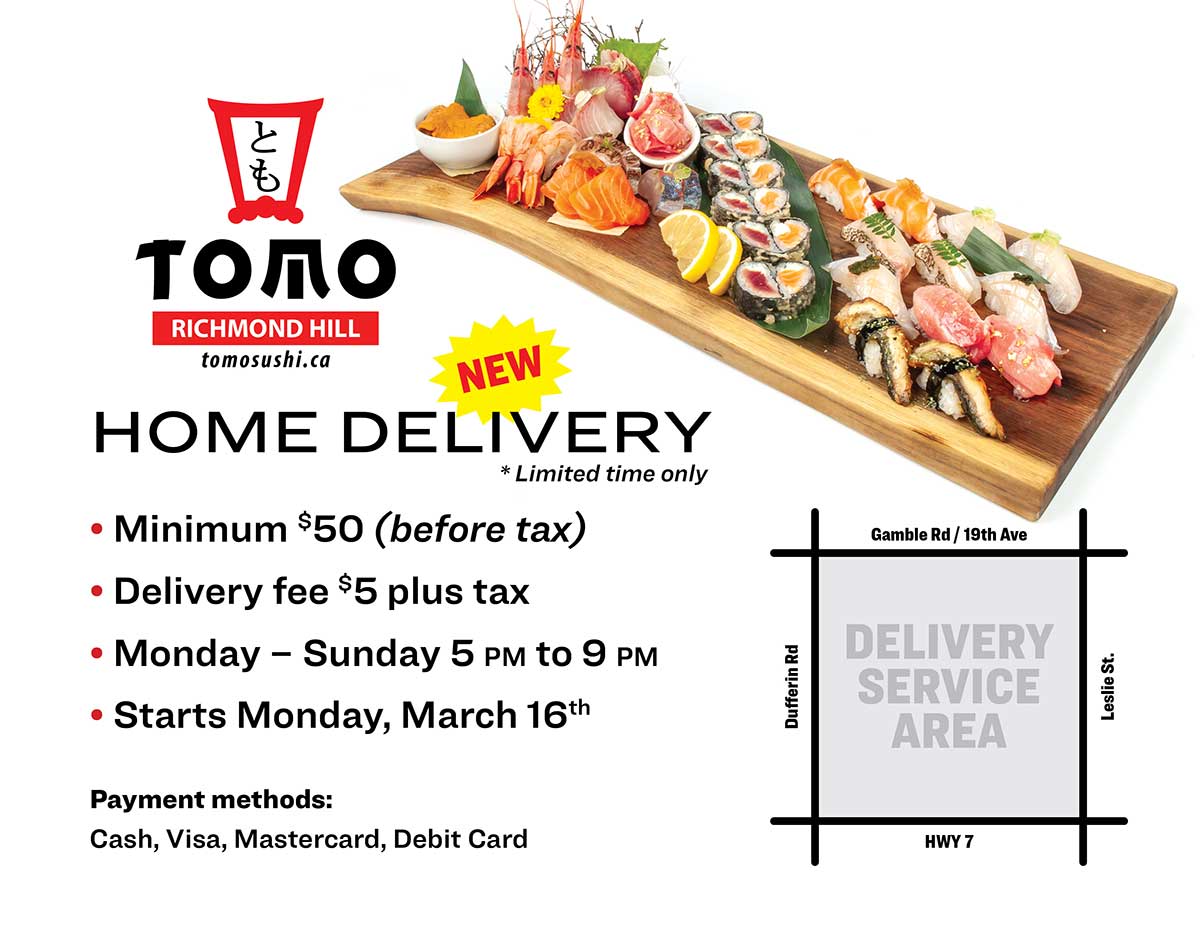 とも
TOMO
RICHMOND HILL
tomosushi.ca
NEW
HOME DELIVERY
* Limited time only
• Minimum $50 (before tax)
• Delivery fee $5 plus tax
• Monday – Sunday 5 PM to 9 PM
• Starts Monday, March 16th
Payment methods:
Cash, Visa, Mastercard, Debit Card
Gamble Rd / 19th Ave
Dufferin Rd
DELIVERY
SERVICE
AREA
Leslie St.
HWY 7